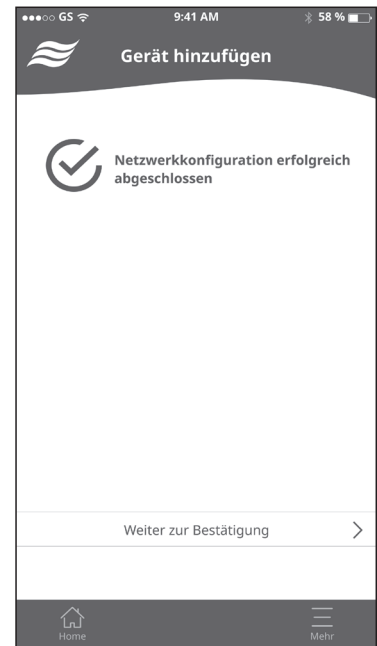 ●●●○○ GS 9:41 AM 58 %
Gerät hinzufügen
Netzwerkkonfiguration erfolgreich
abgeschlossen
Weiter zur Bestätigung
Home Mehr